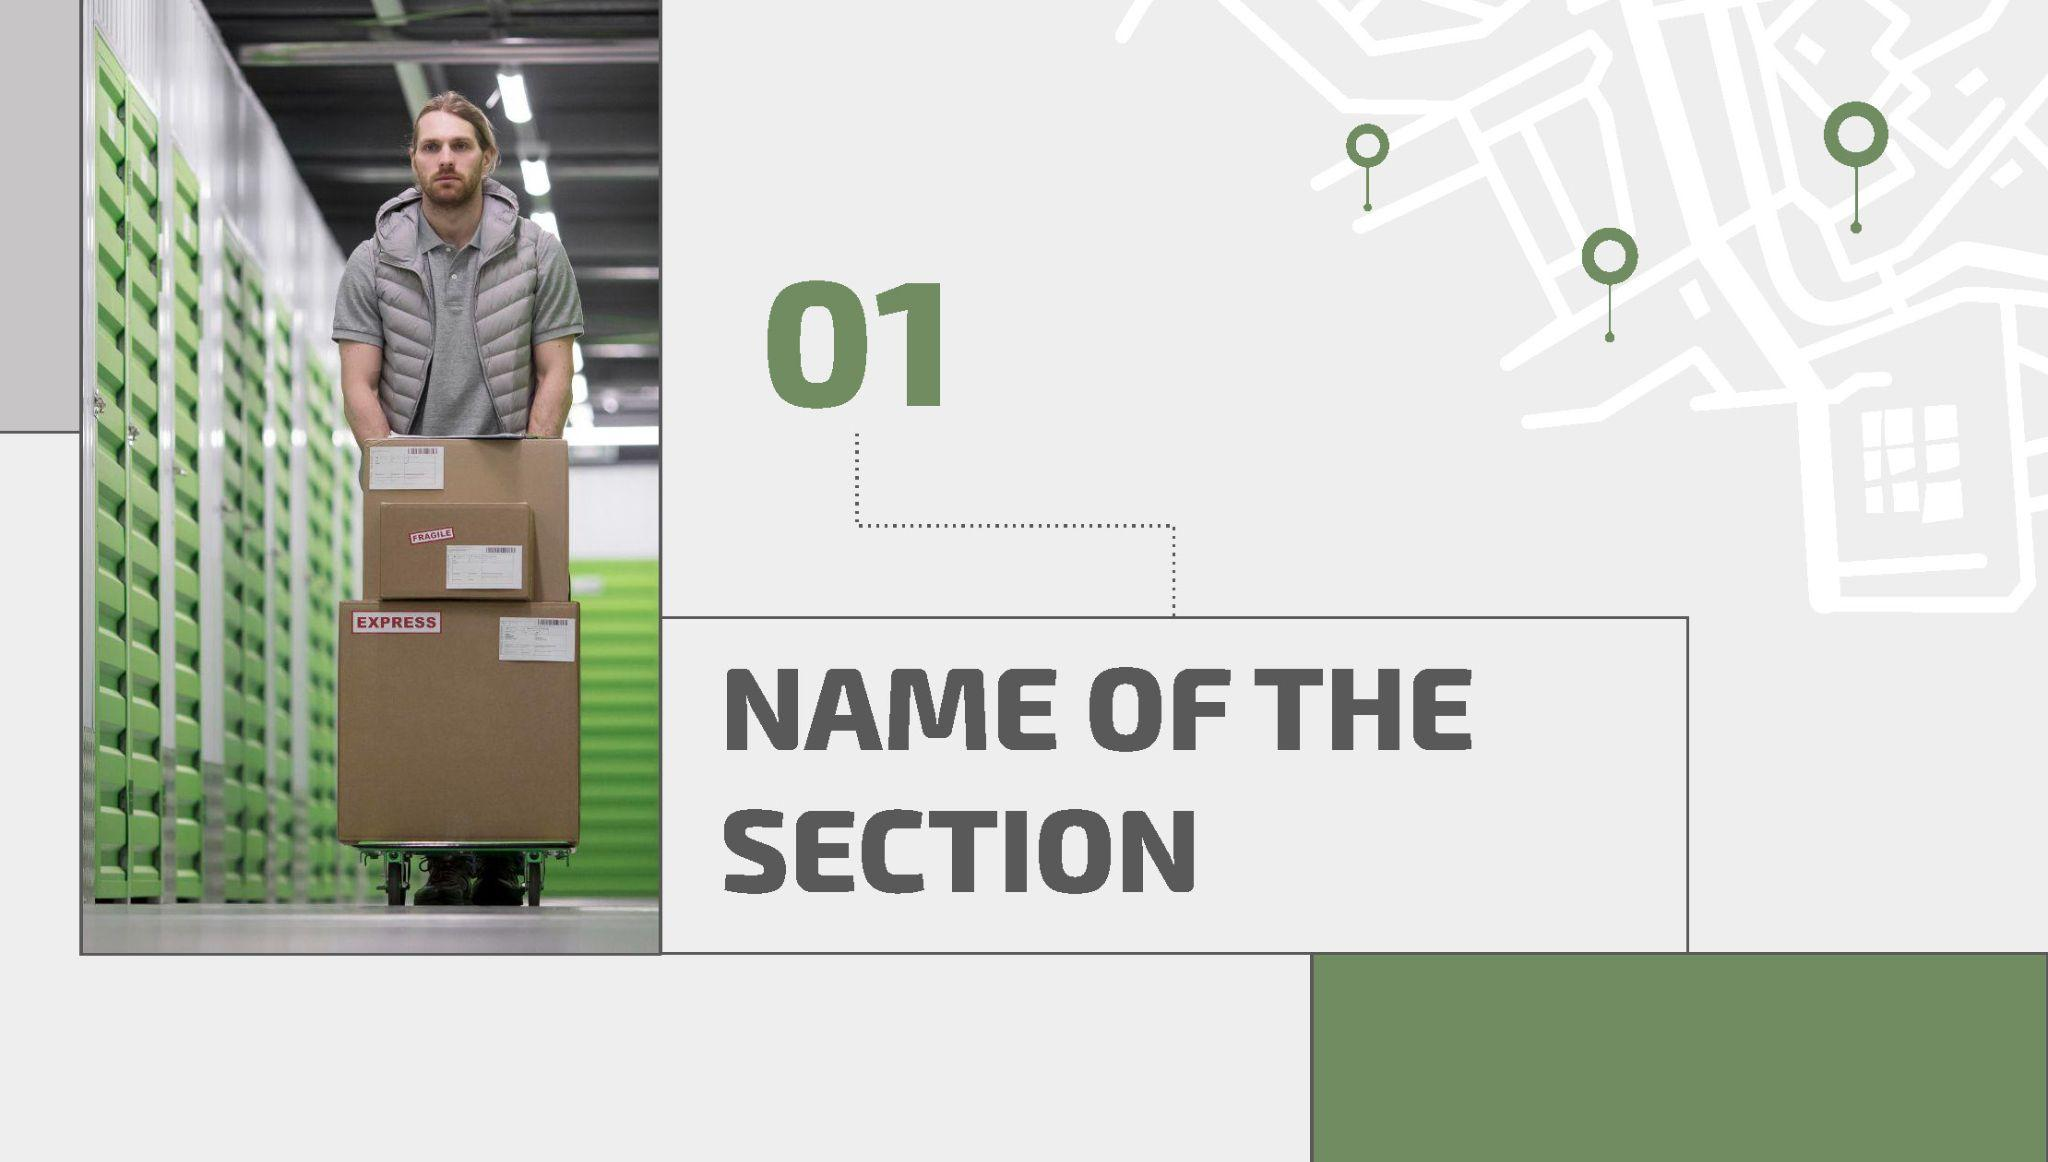 01
NAME OF THE
SECTION
FRAGILE
EXPRESS